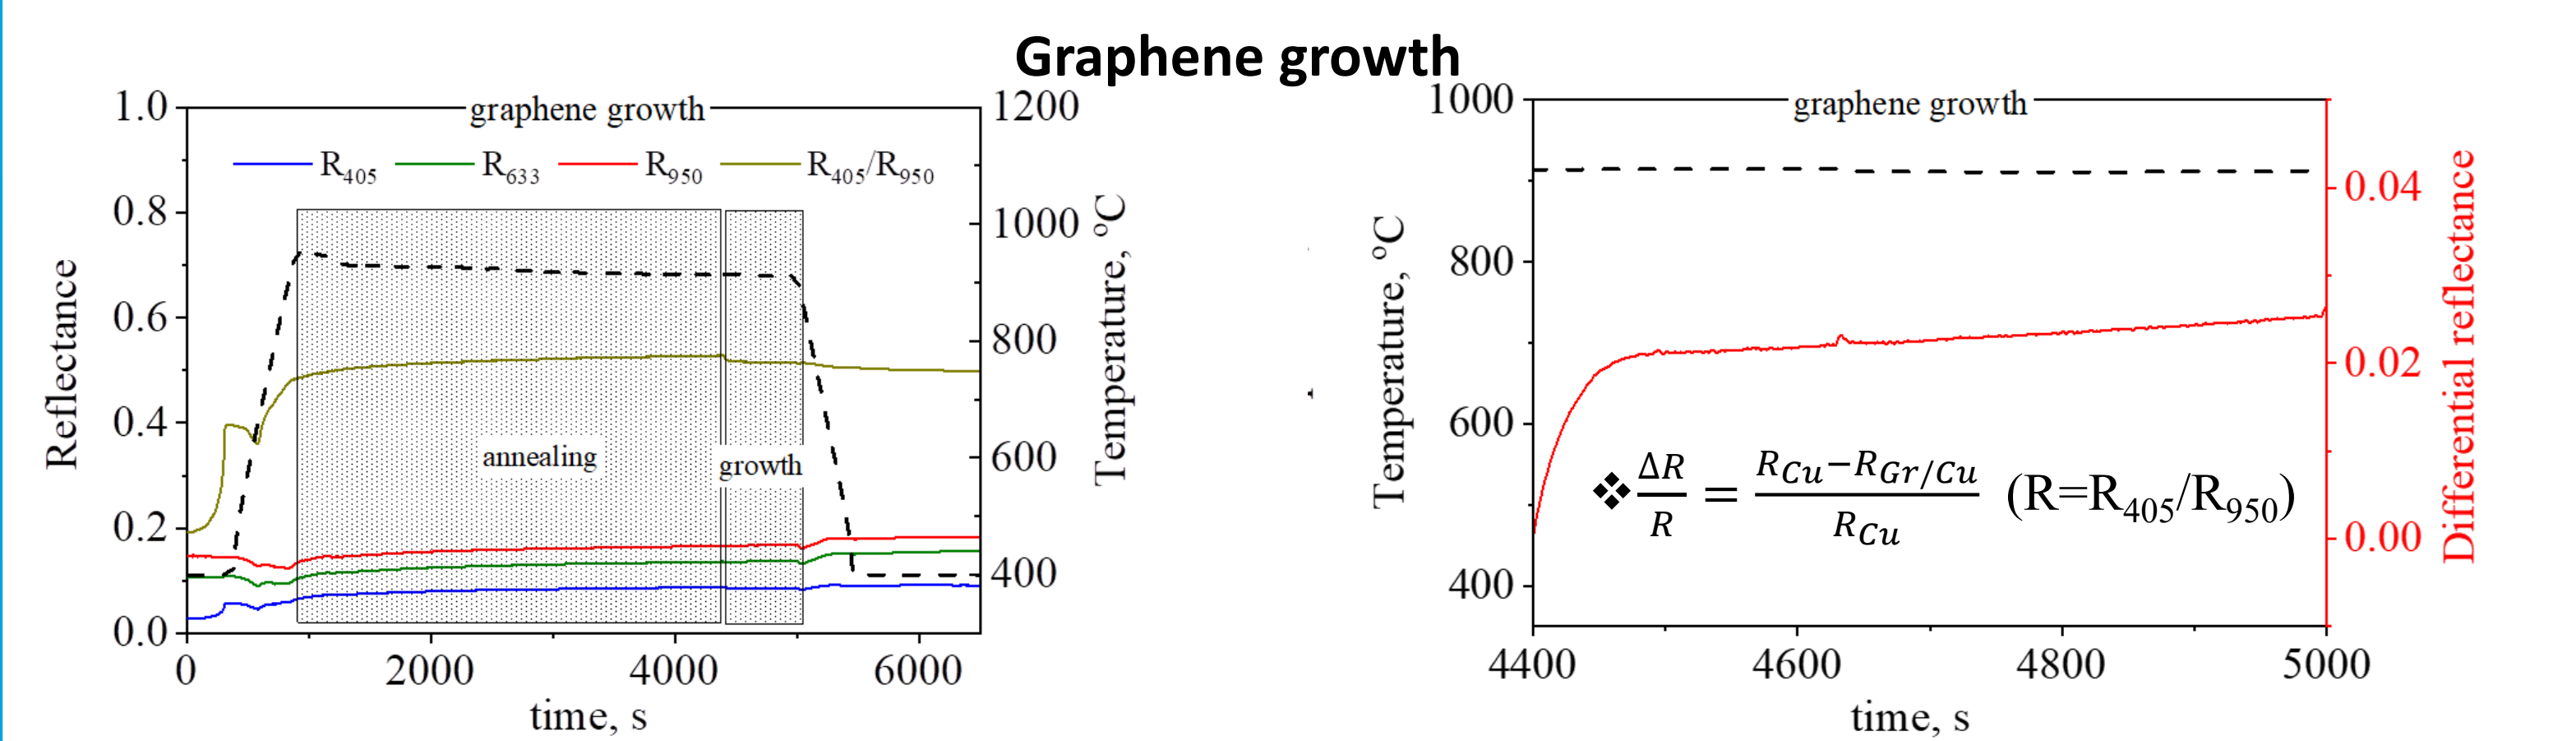 Graphene growth
graphene growth
R405 R633 R950 R405/R950
annealing
growth
Reflectance
1.0
0.8
0.6
0.4
0.2
0.0
1200
1000
800
600
400
Temperature, °C
0 2000 4000 6000
time, s
graphene growth
Temperature, °C
1000
800
600
400
0.04
0.02
0.00
Differential reflectance
❖ΔR/R = (R_Cu−R_Gr/Cu)/R_Cu (R=R405/R950)
4400 4600 4800 5000
time, s